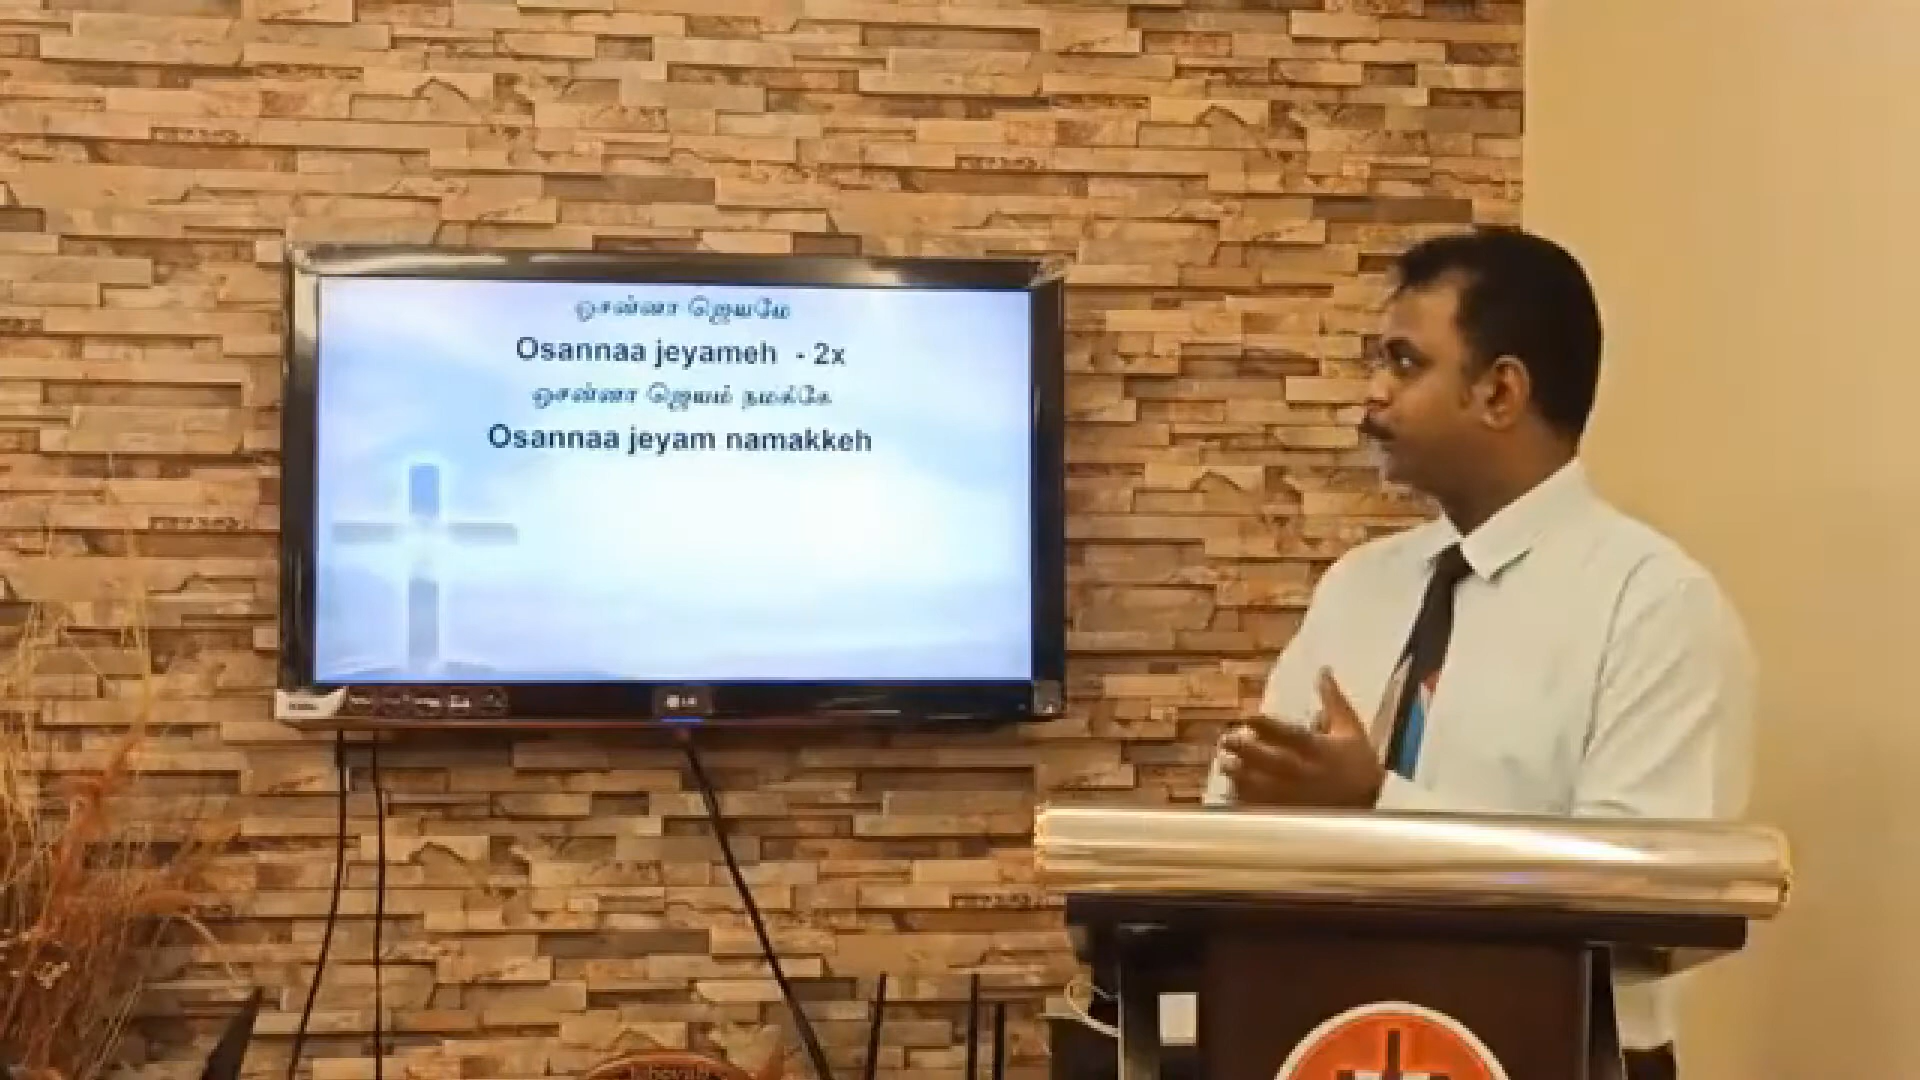 ஓசன்னா ஜெயமே
Osannaa jeyameh - 2x
ஓசன்னா ஜெயம் நமக்கே
Osannaa jeyam namakkeh
LG